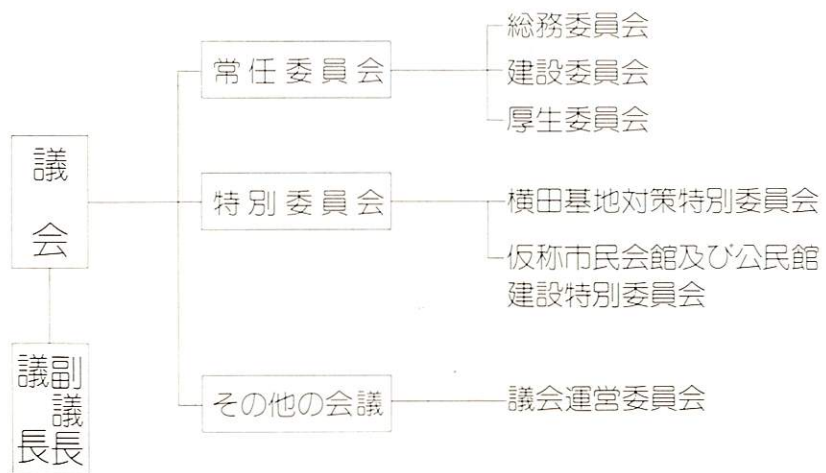 議会
議長
副議長
常任委員会
総務委員会
建設委員会
厚生委員会
特別委員会
横田基地対策特別委員会
仮称市民会館及び公民館
建設特別委員会
その他の会議
議会運営委員会